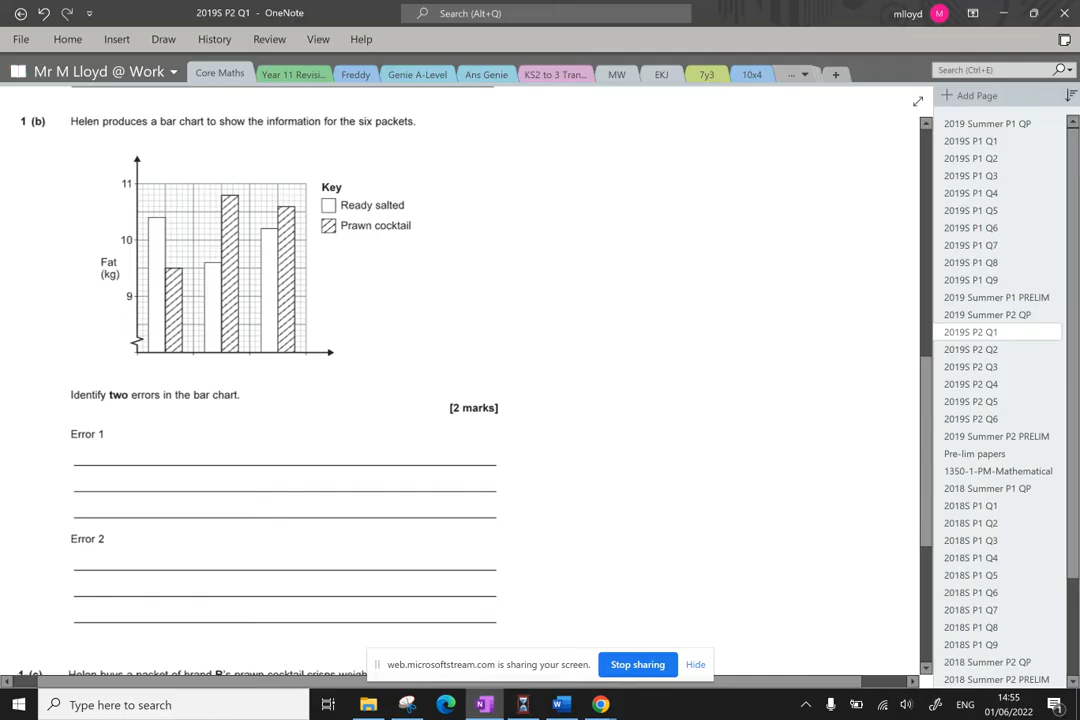 2019S P2 Q1 - OneNote
Search (Alt+Q)
mlloyd
M
File Home Insert Draw History Review View Help
Mr M Lloyd @ Work
Core Maths
Year 11 Revisi...
Freddy
Genie A-Level
Ans Genie
KS2 to 3 Tran...
MW
EKJ
7y3
10x4
...
Search (Ctrl+E)
Add Page
1 (b) Helen produces a bar chart to show the information for the six packets.
11
10
9
Fat
(kg)
Key
Ready salted
Prawn cocktail
Identify two errors in the bar chart.
[2 marks]
Error 1
Error 2
2019 Summer P1 QP
2019S P1 Q1
2019S P1 Q2
2019S P1 Q3
2019S P1 Q4
2019S P1 Q5
2019S P1 Q6
2019S P1 Q7
2019S P1 Q8
2019S P1 Q9
2019 Summer P1 PRELIM
2019 Summer P2 QP
2019S P2 Q1
2019S P2 Q2
2019S P2 Q3
2019S P2 Q4
2019S P2 Q5
2019S P2 Q6
2019 Summer P2 PRELIM
Pre-lim papers
1350-1-PM-Mathematical
2018 Summer P1 QP
2018S P1 Q1
2018S P1 Q2
2018S P1 Q3
2018S P1 Q4
2018S P1 Q5
2018S P1 Q6
2018S P1 Q7
2018S P1 Q8
2018S P1 Q9
2018 Summer P2 QP
2018 Summer P2 PRELIM
web.microsoftstream.com is sharing your screen.
Stop sharing
Hide
1 (c) Helen buys a packet of brand B's prawn cocktail crisps
Type here to search
ENG
14:55
01/06/2022